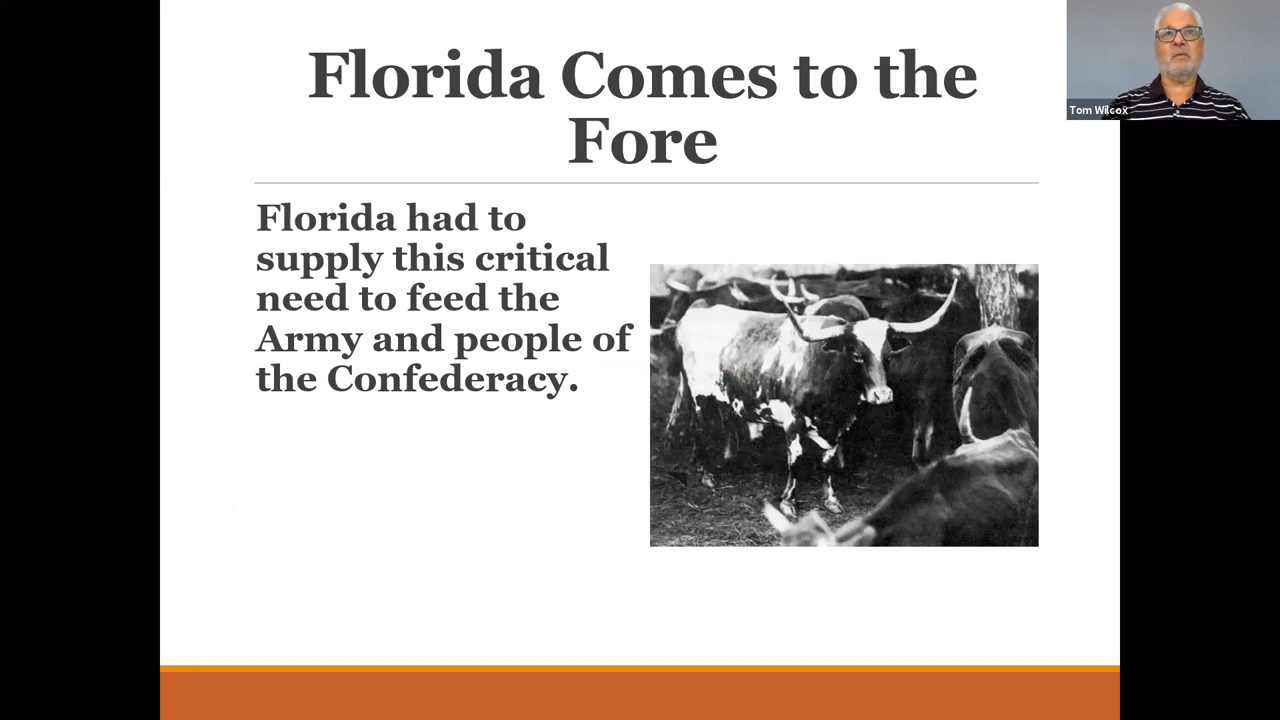 Florida Comes to the
Fore
Florida had to
supply this critical
need to feed the
Army and people of
the Confederacy.
Tom Wilcox